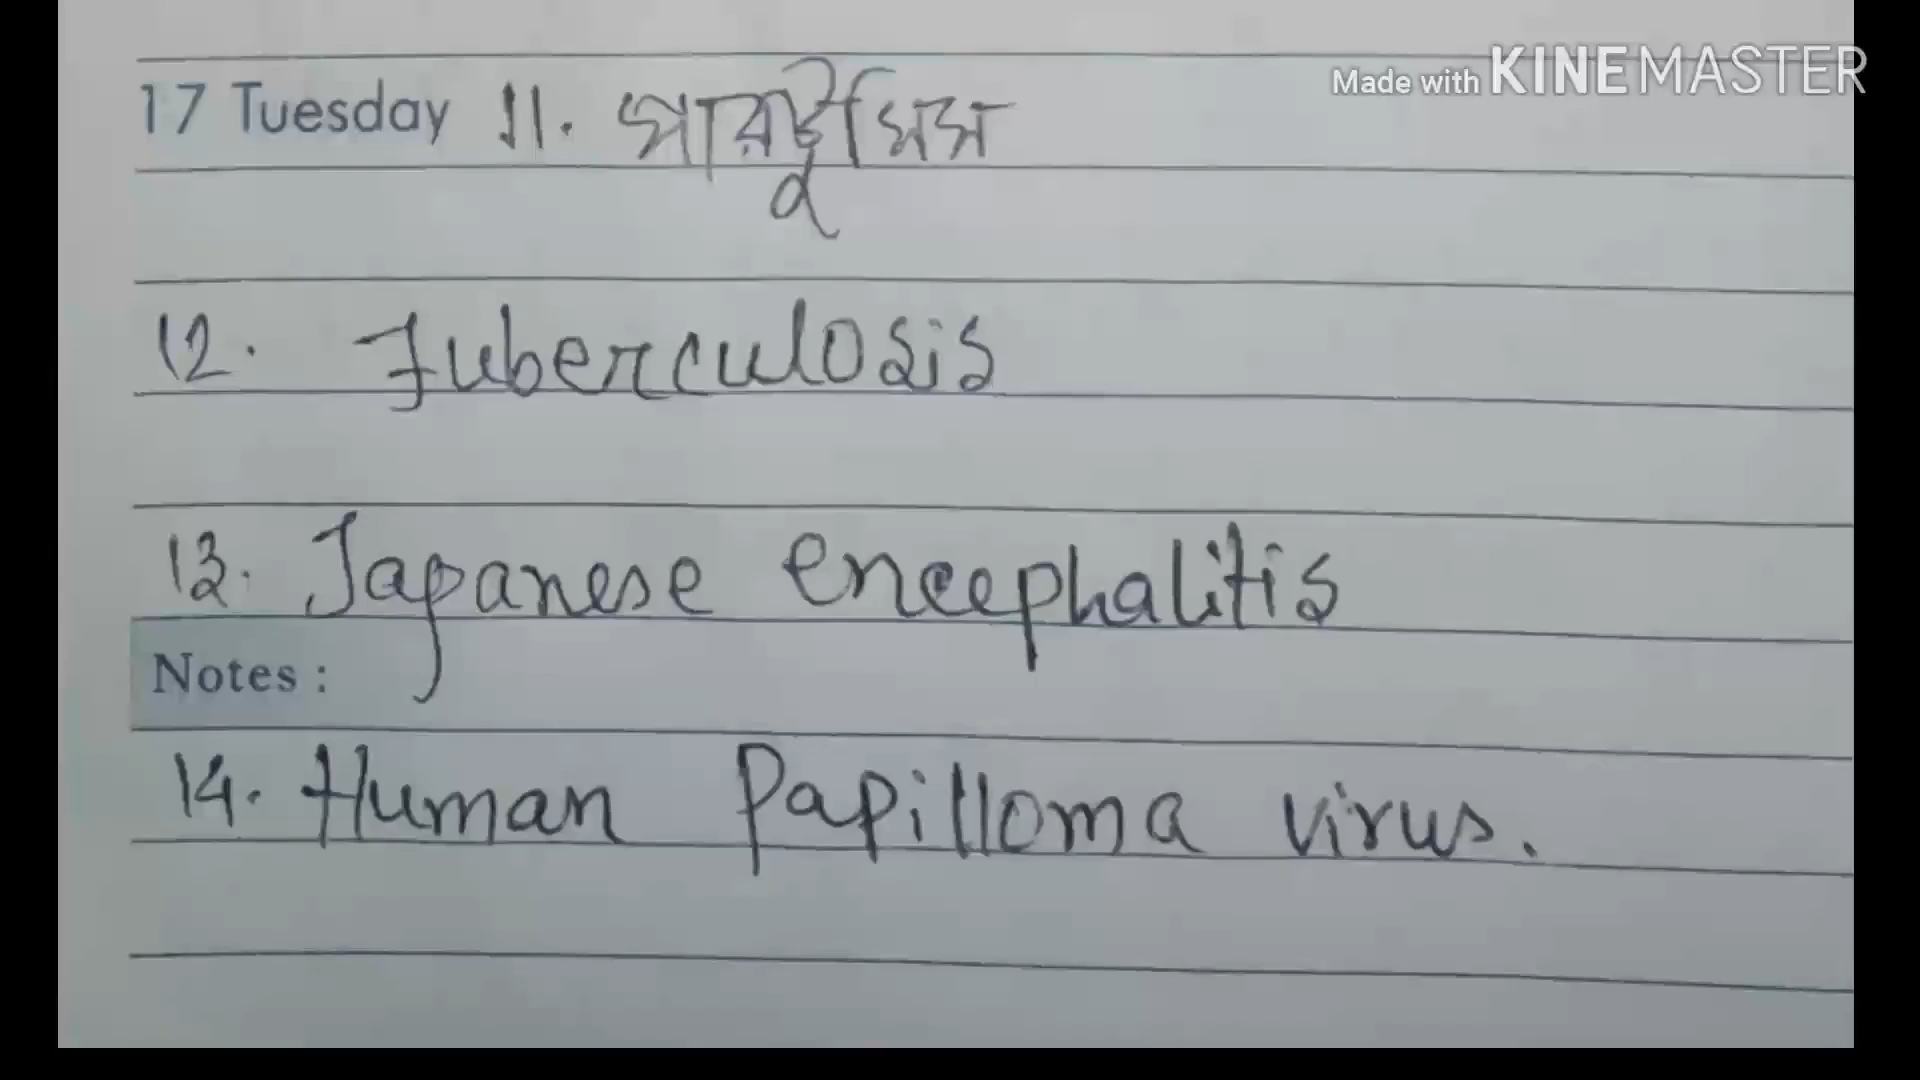 Made with KINEMASTER
17 Tuesday 11.
12. Tuberculosis
13. Japanese encephalitis
Notes :
14. Human Papilloma virus.